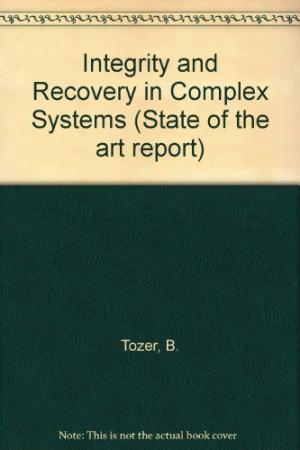 Integrity and
Recovery in Complex
Systems (State of the
art report)
Tozer, B.
Note: This is not the actual book cover